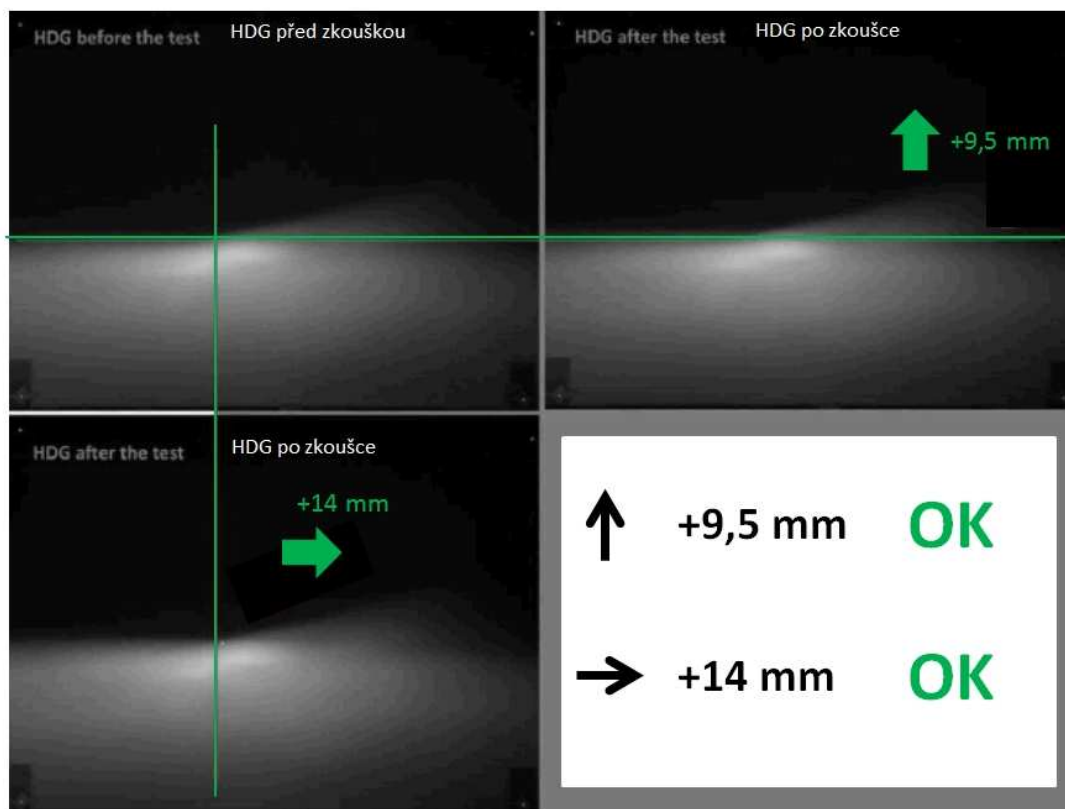 HDG before the test
HDG před zkouškou
HDG after the test
HDG po zkoušce
+9,5 mm
HDG after the test
HDG po zkoušce
+14 mm
+9,5 mm OK
+14 mm OK